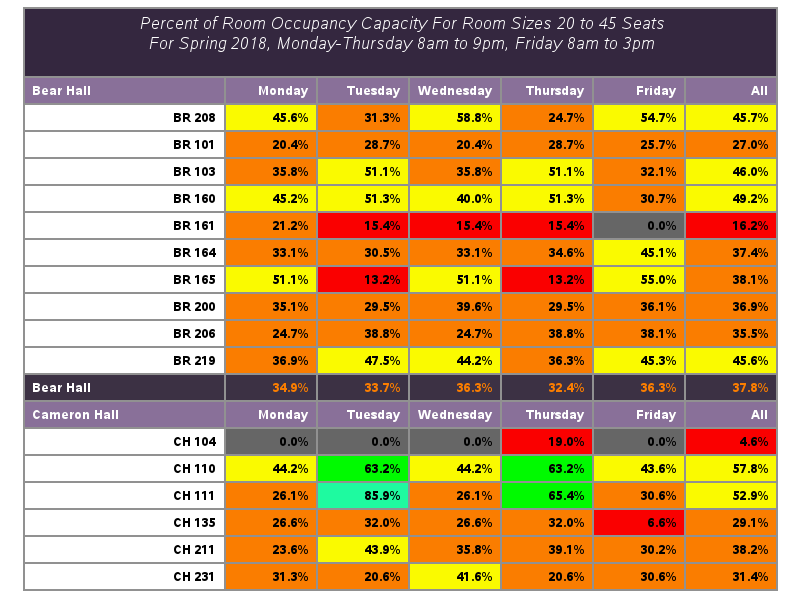 Percent of Room Occupancy Capacity For Room Sizes 20 to 45 Seats
For Spring 2018, Monday-Thursday 8am to 9pm, Friday 8am to 3pm
Bear Hall Monday Tuesday Wednesday Thursday Friday All
BR 208 45.6% 31.3% 58.8% 24.7% 54.7% 45.7%
BR 101 20.4% 28.7% 20.4% 28.7% 25.7% 27.0%
BR 103 35.8% 51.1% 35.8% 51.1% 32.1% 46.0%
BR 160 45.2% 51.3% 40.0% 51.3% 30.7% 49.2%
BR 161 21.2% 15.4% 15.4% 15.4% 0.0% 16.2%
BR 164 33.1% 30.5% 33.1% 34.6% 45.1% 37.4%
BR 165 51.1% 13.2% 51.1% 13.2% 55.0% 38.1%
BR 200 35.1% 29.5% 39.6% 29.5% 36.1% 36.9%
BR 206 24.7% 38.8% 24.7% 38.8% 38.1% 35.5%
BR 219 36.9% 47.5% 44.2% 36.3% 45.3% 45.6%
Bear Hall 34.9% 33.7% 36.3% 32.4% 36.3% 37.8%
Cameron Hall Monday Tuesday Wednesday Thursday Friday All
CH 104 0.0% 0.0% 0.0% 19.0% 0.0% 4.6%
CH 110 44.2% 63.2% 44.2% 63.2% 43.6% 57.8%
CH 111 26.1% 85.9% 26.1% 65.4% 30.6% 52.9%
CH 135 26.6% 32.0% 26.6% 32.0% 6.6% 29.1%
CH 211 23.6% 43.9% 35.8% 39.1% 30.2% 38.2%
CH 231 31.3% 20.6% 41.6% 20.6% 30.6% 31.4%